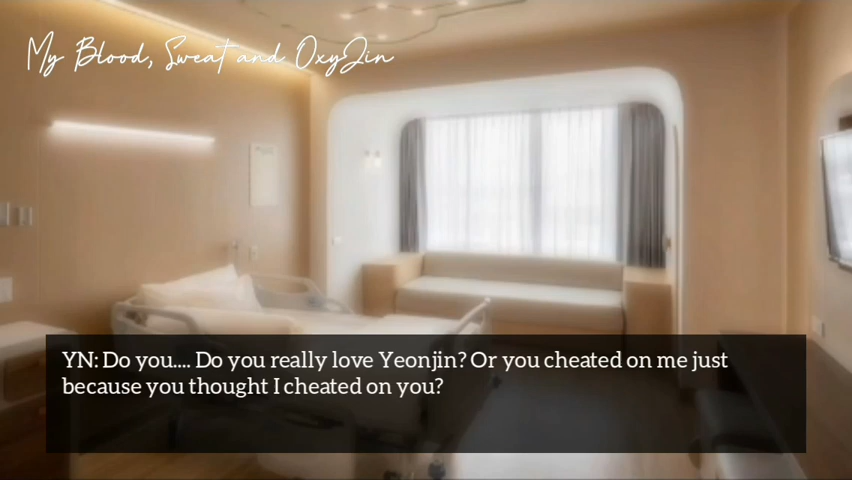 My Blood, Sweat and OxyJin
YN: Do you.... Do you really love Yeonjin? Or you cheated on me just
because you thought I cheated on you?